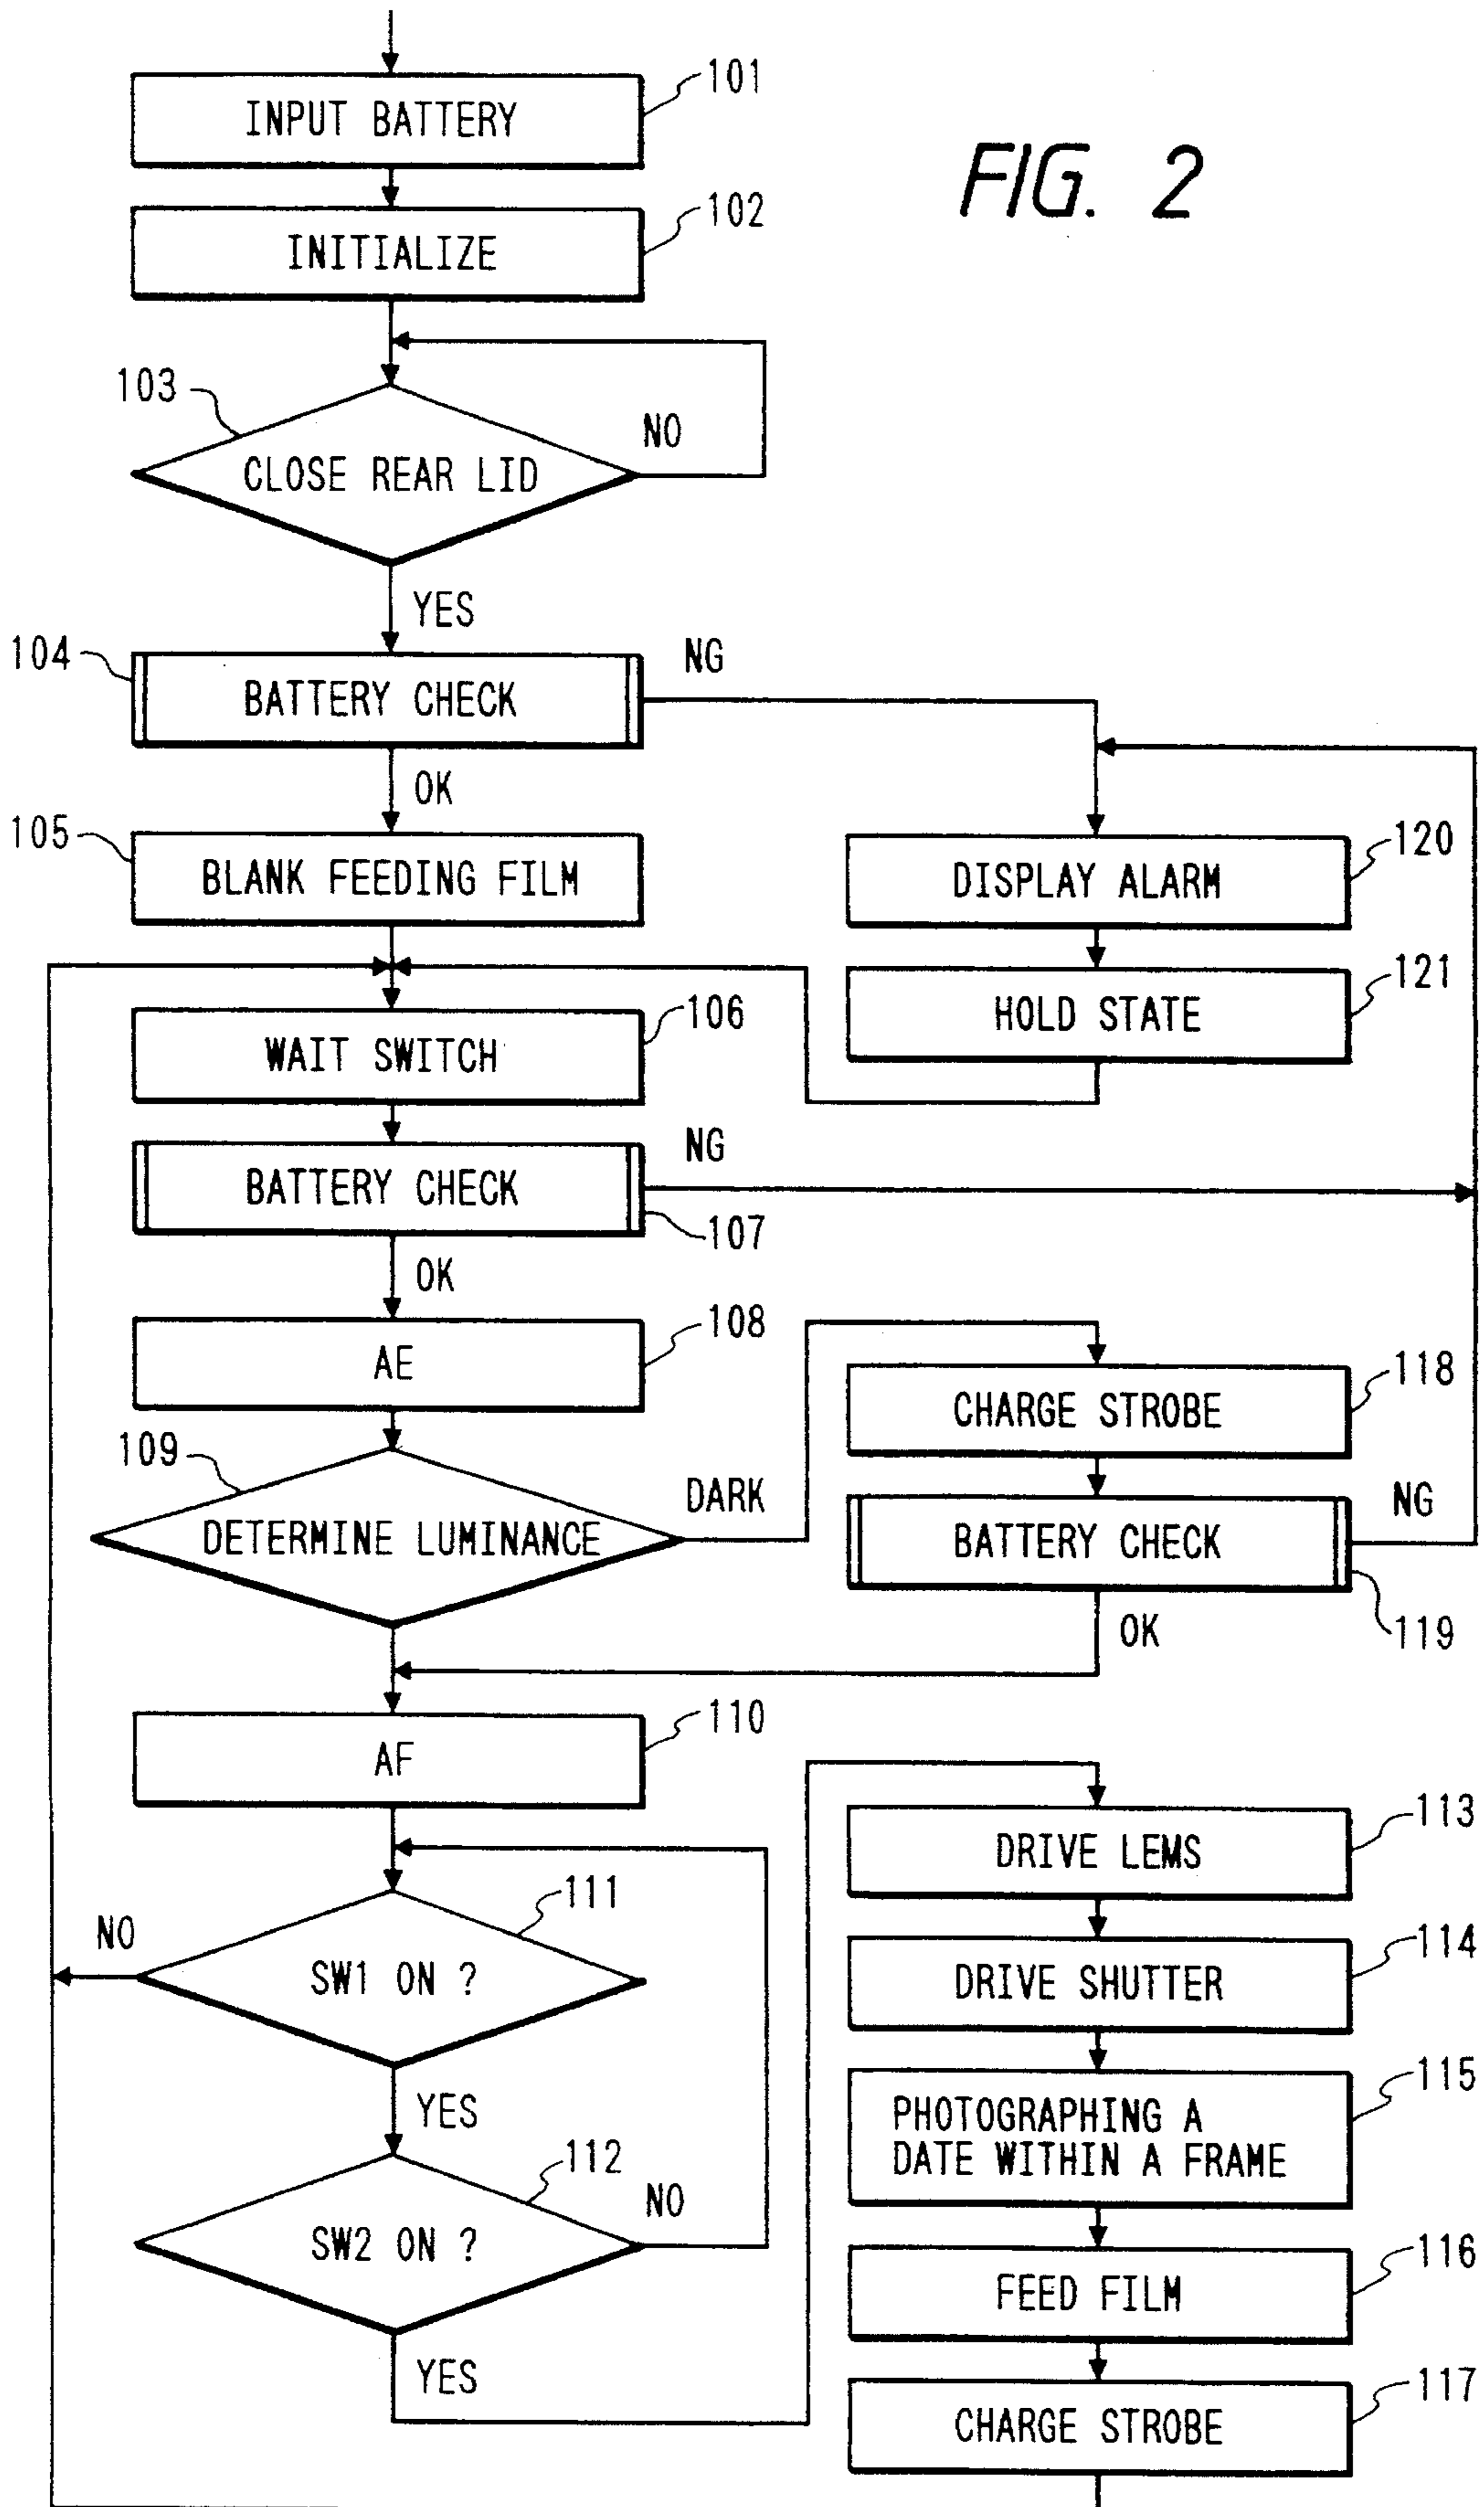 FIG. 2
101
INPUT BATTERY
102
INITIALIZE
103
CLOSE REAR LID
NO
YES
104
BATTERY CHECK
NG
OK
105
BLANK FEEDING FILM
120
DISPLAY ALARM
121
HOLD STATE
106
WAIT SWITCH
BATTERY CHECK
NG
107
OK
108
AE
109
DETERMINE LUMINANCE
DARK
118
CHARGE STROBE
BATTERY CHECK
NG
119
OK
110
AF
111
SW1 ON ?
NO
YES
112
SW2 ON ?
NO
YES
113
DRIVE LEMS
114
DRIVE SHUTTER
115
PHOTOGRAPHING A
DATE WITHIN A FRAME
116
FEED FILM
117
CHARGE STROBE